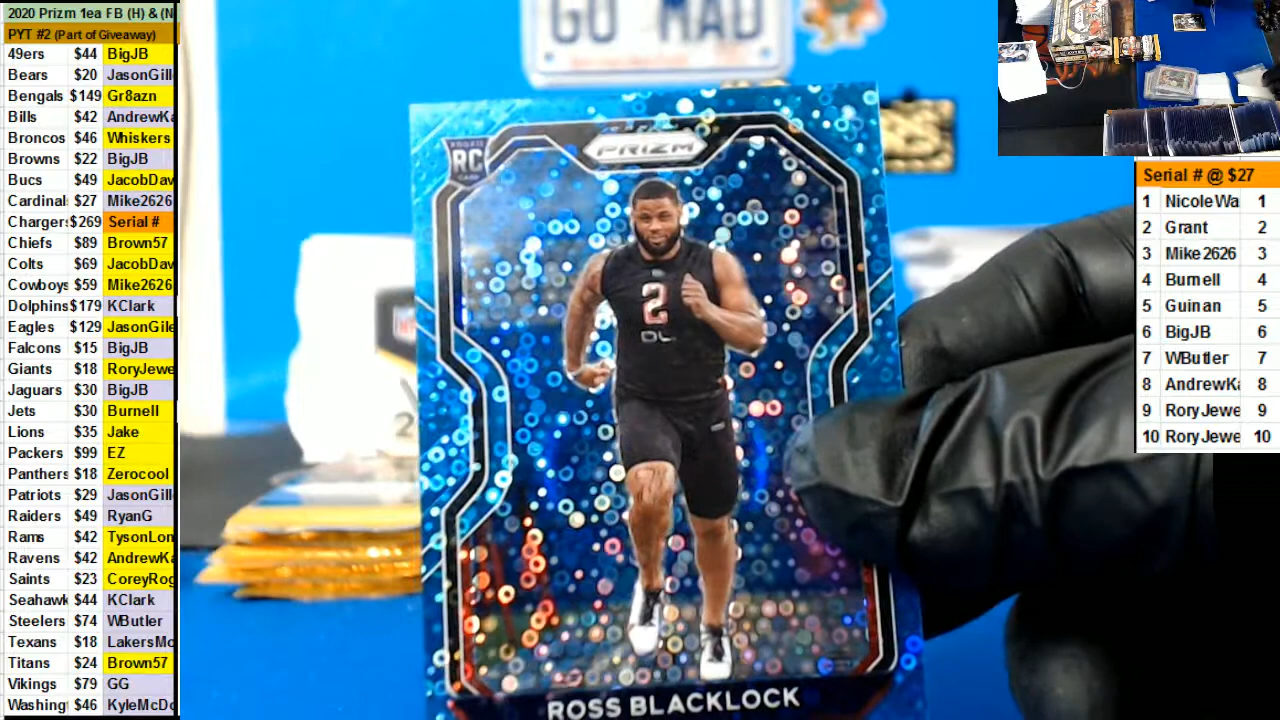 2020 Prizm 1ea FB (H) & (N
PYT #2 (Part of Giveaway)
49ers $44 BigJB
Bears $20 JasonGill
Bengals $149 Gr8azn
Bills $42 AndrewKa
Broncos $46 Whiskers
Browns $22 BigJB
Bucs $49 JacobDav
Cardinal $27 Mike2626
Chargers $269 Serial #
Chiefs $89 Brown57
Colts $69 JacobDav
Cowboys $59 Mike2626
Dolphins $179 KClark
Eagles $129 JasonGile
Falcons $15 BigJB
Giants $18 RoryJewe
Jaguars $30 BigJB
Jets $30 Burnell
Lions $35 Jake
Packers $99 EZ
Panthers $18 Zerocool
Patriots $29 JasonGill
Raiders $49 RyanG
Rams $42 TysonLon
Ravens $42 AndrewKa
Saints $23 CoreyRog
Seahawk $44 KClark
Steelers $74 WButler
Texans $18 LakersMc
Titans $24 Brown57
Vikings $79 GG
Washing $46 KyleMcDo
GO MAD
ROOKIE
RC
CARD
PRIZM
2
DL
ROSS BLACKLOCK
Serial # @ $27
1 NicoleWa 1
2 Grant 2
3 Mike2626 3
4 Burnell 4
5 Guinan 5
6 BigJB 6
7 WButler 7
8 AndrewKa 8
9 RoryJewe 9
10 RoryJewe 10